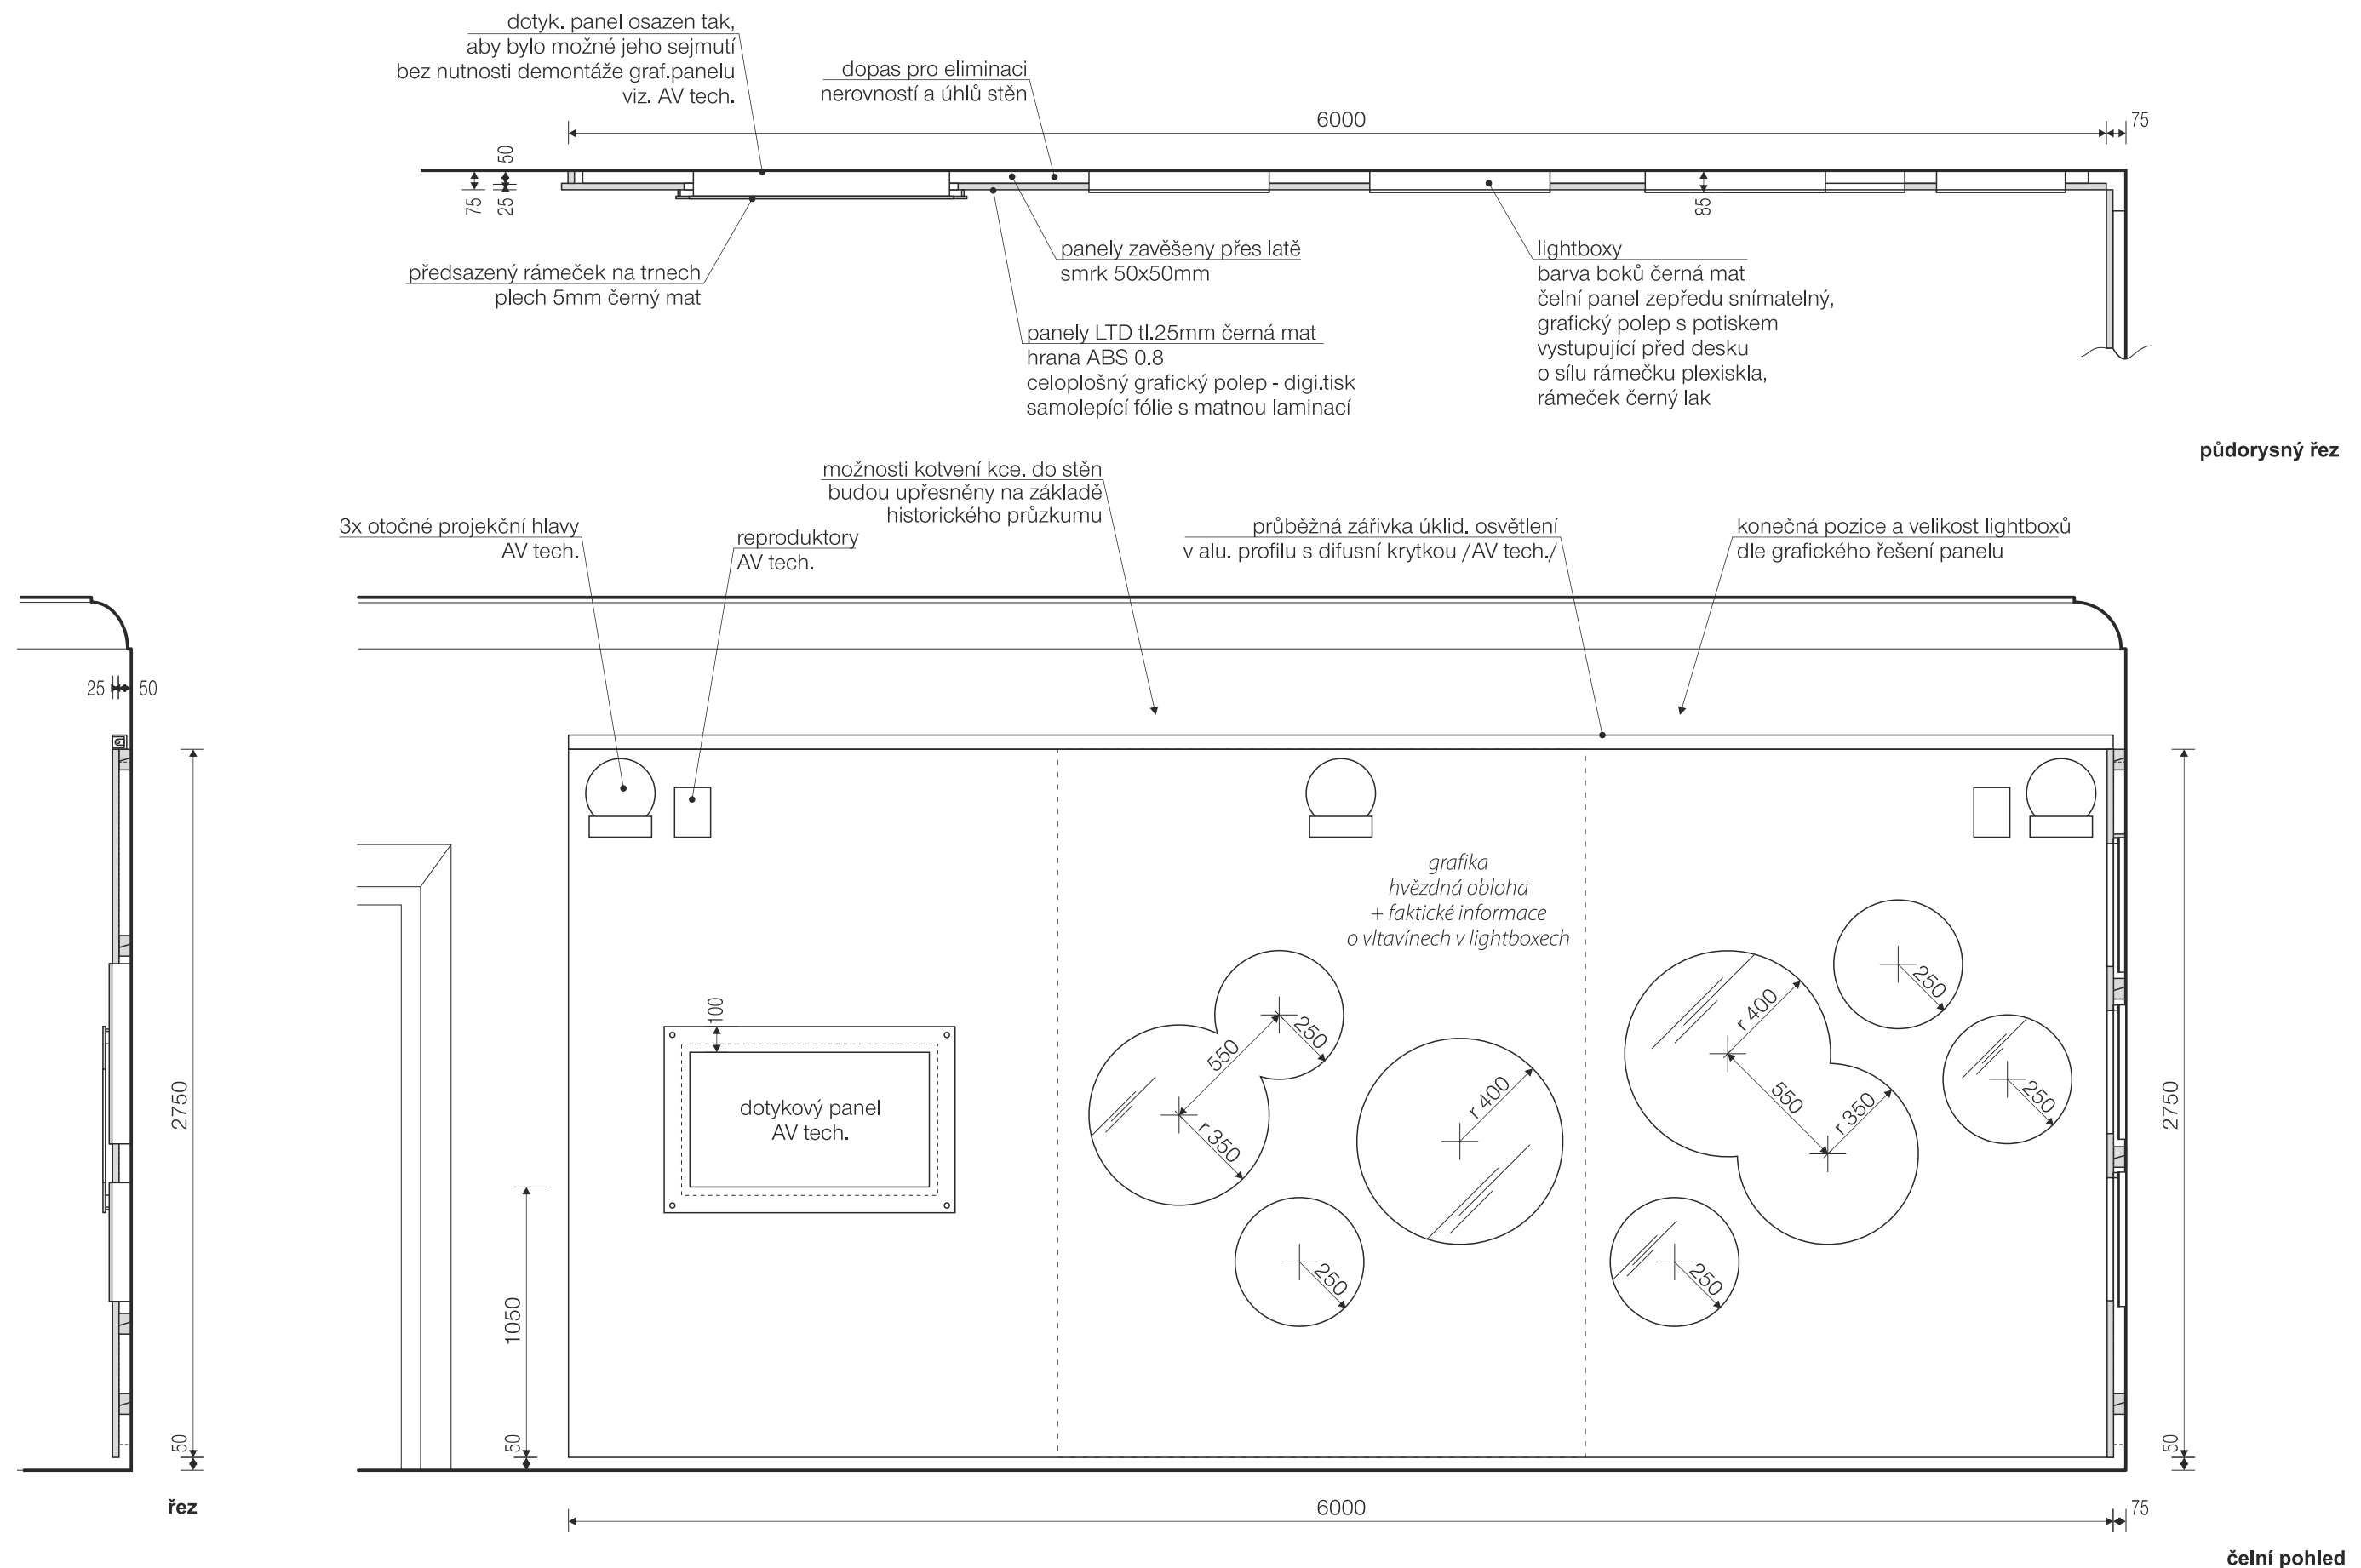 dotyk. panel osazen tak,
aby bylo možné jeho sejmutí
bez nutnosti demontáže graf.panelu
viz. AV tech.
dopas pro eliminaci
nerovností a úhlů stěn
6000
75
50
75
25
85
předsazený rámeček na trnech
plech 5mm černý mat
panely zavěšeny přes latě
smrk 50x50mm
panely LTD tl.25mm černá mat
hrana ABS 0.8
celoplošný grafický polep - digi.tisk
samolepící fólie s matnou laminací
lightboxy
barva boků černá mat
čelní panel zepředu snímatelný,
grafický polep s potiskem
vystupující před desku
o sílu rámečku plexiskla,
rámeček černý lak
půdorysný řez
3x otočné projekční hlavy
AV tech.
reproduktory
AV tech.
možnosti kotvení kce. do stěn
budou upřesněny na základě
historického průzkumu
průběžná zářivka úklid. osvětlení
v alu. profilu s difusní krytkou /AV tech./
konečná pozice a velikost lightboxů
dle grafického řešení panelu
25
50
2750
50
řez
grafika
hvězdná obloha
+ faktické informace
o vltavínech v lightboxech
100
dotykový panel
AV tech.
1050
50
550
250
r 350
r 400
250
r 400
550
r 350
250
250
250
2750
50
6000
75
čelní pohled